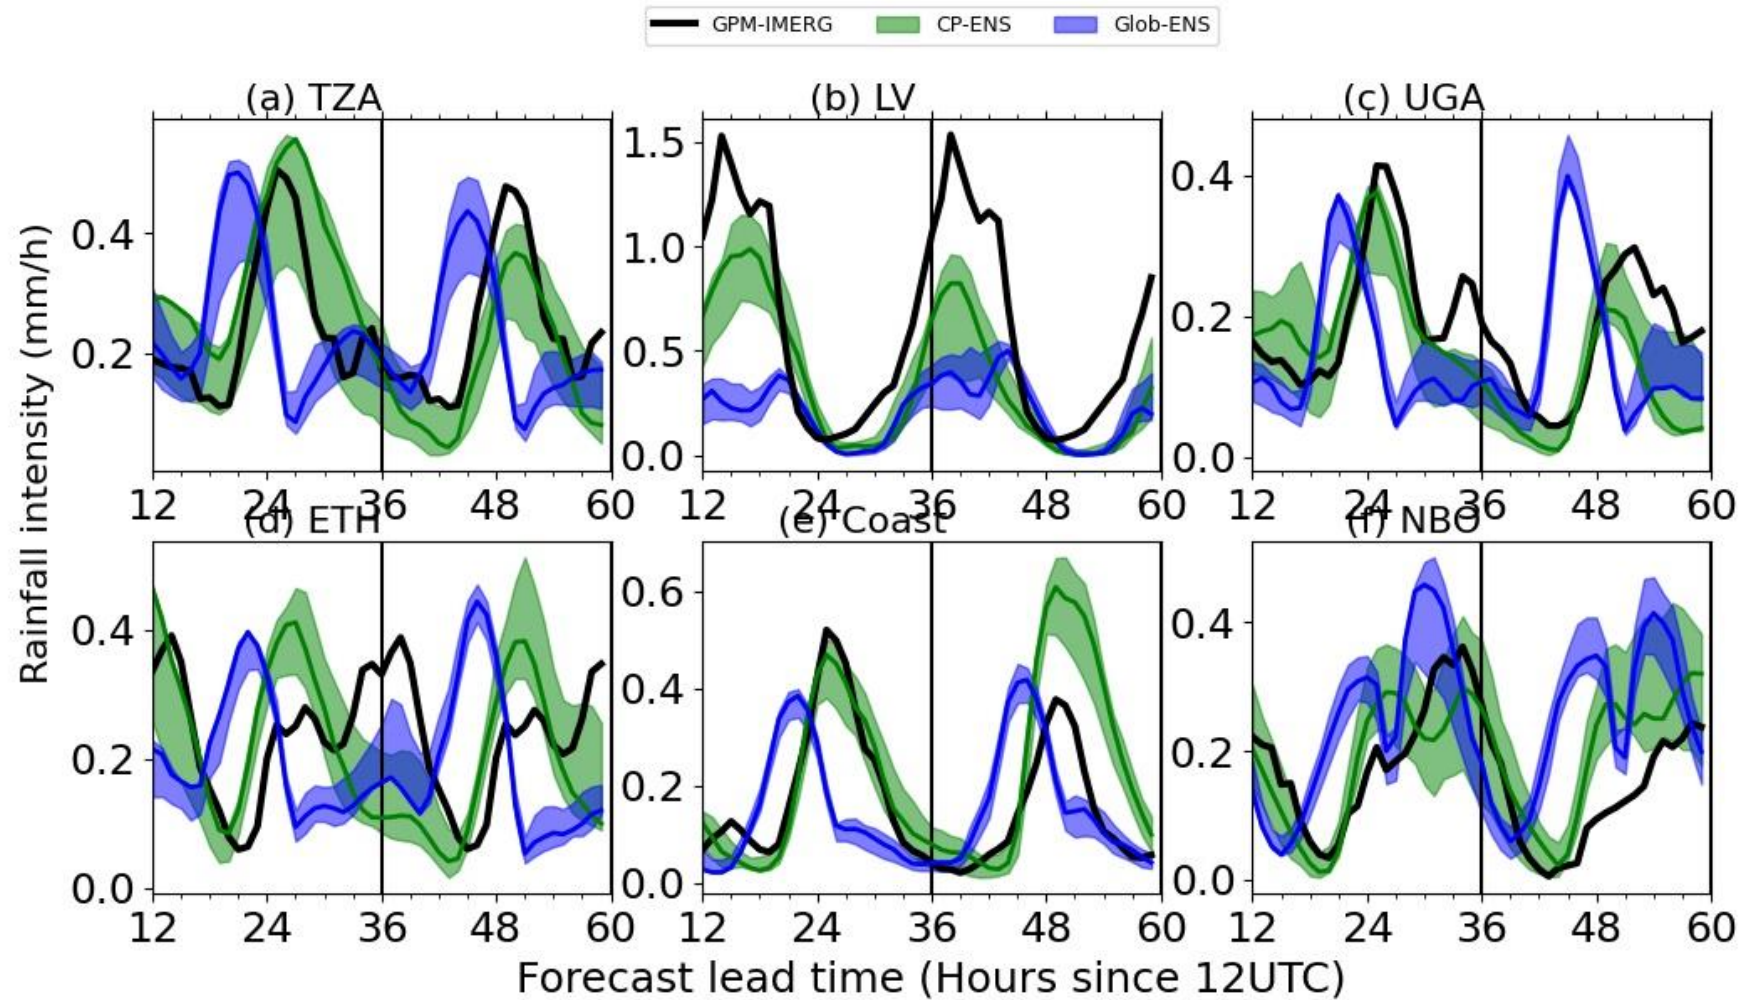 GPM-IMERG CP-ENS Glob-ENS
(a) TZA (b) LV (c) UGA
Rainfall intensity (mm/h)
0.4
0.2
1.5
1.0
0.5
0.0
0.4
0.2
0.0
12 24 36 48 60 12 24 36 48 60 12 24 36 48 60
(d) ETH (e) Coast (f) NBO
0.4
0.2
0.0
0.6
0.4
0.2
0.0
0.4
0.2
0.0
12 24 36 48 60 12 24 36 48 60 12 24 36 48 60
Forecast lead time (Hours since 12UTC)